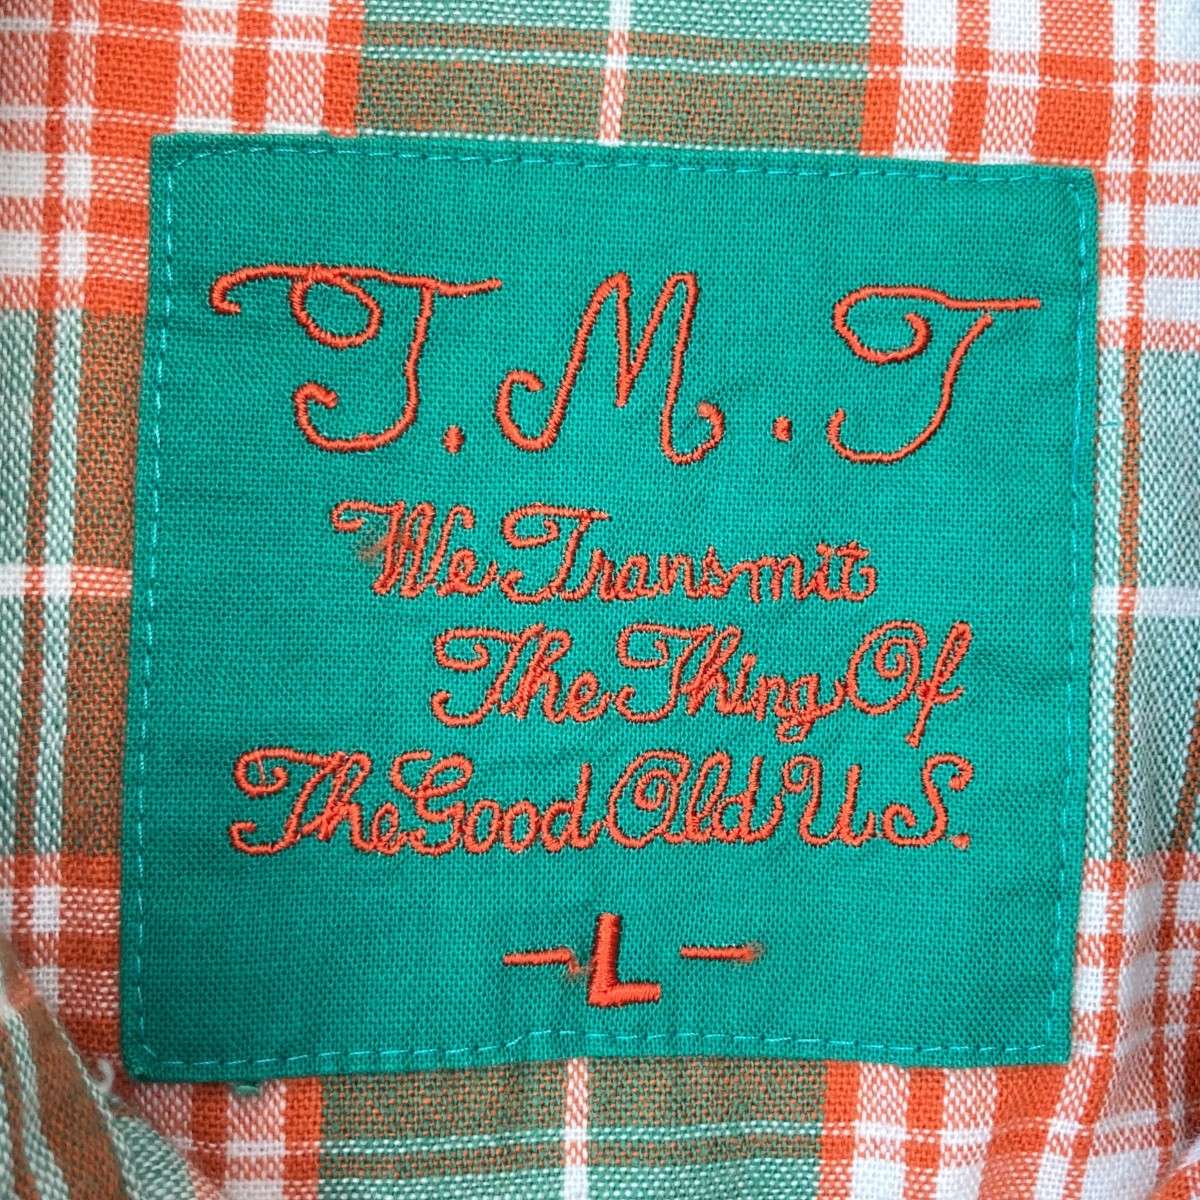 T.M.T
We Transmit
The Thing Of
The Good Old U.S.
-L-